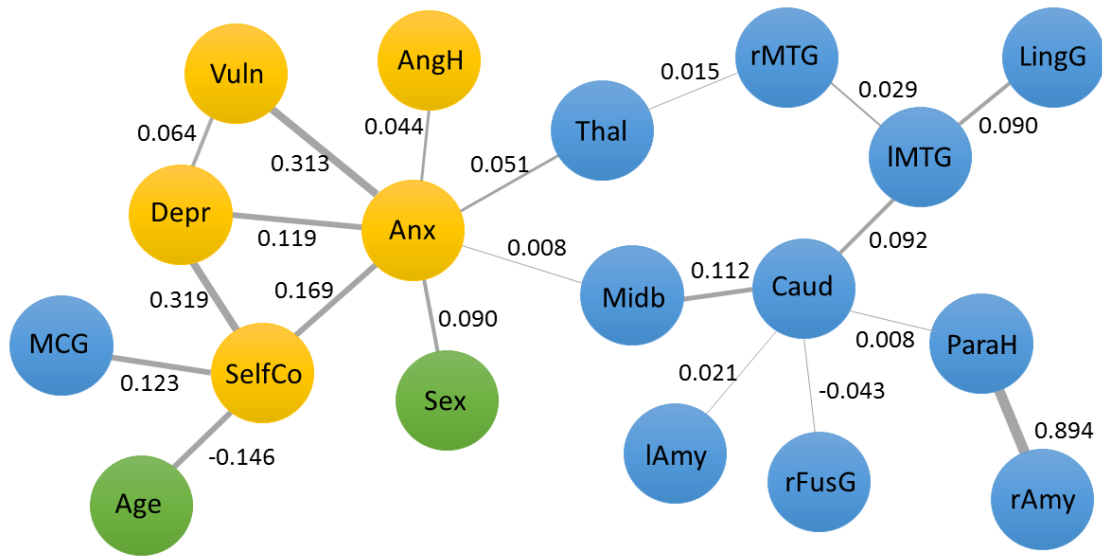 Vuln
AngH
rMTG
LingG
0.064
0.044
0.015
0.029
0.090
Thal
lMTG
0.313
0.051
Depr
Anx
0.119
0.008
0.092
0.319
0.169
Midb
0.112
Caud
MCG
0.090
0.008
ParaH
0.123
SelfCo
Sex
0.021
-0.043
-0.146
0.894
lAmy
rFusG
Age
rAmy